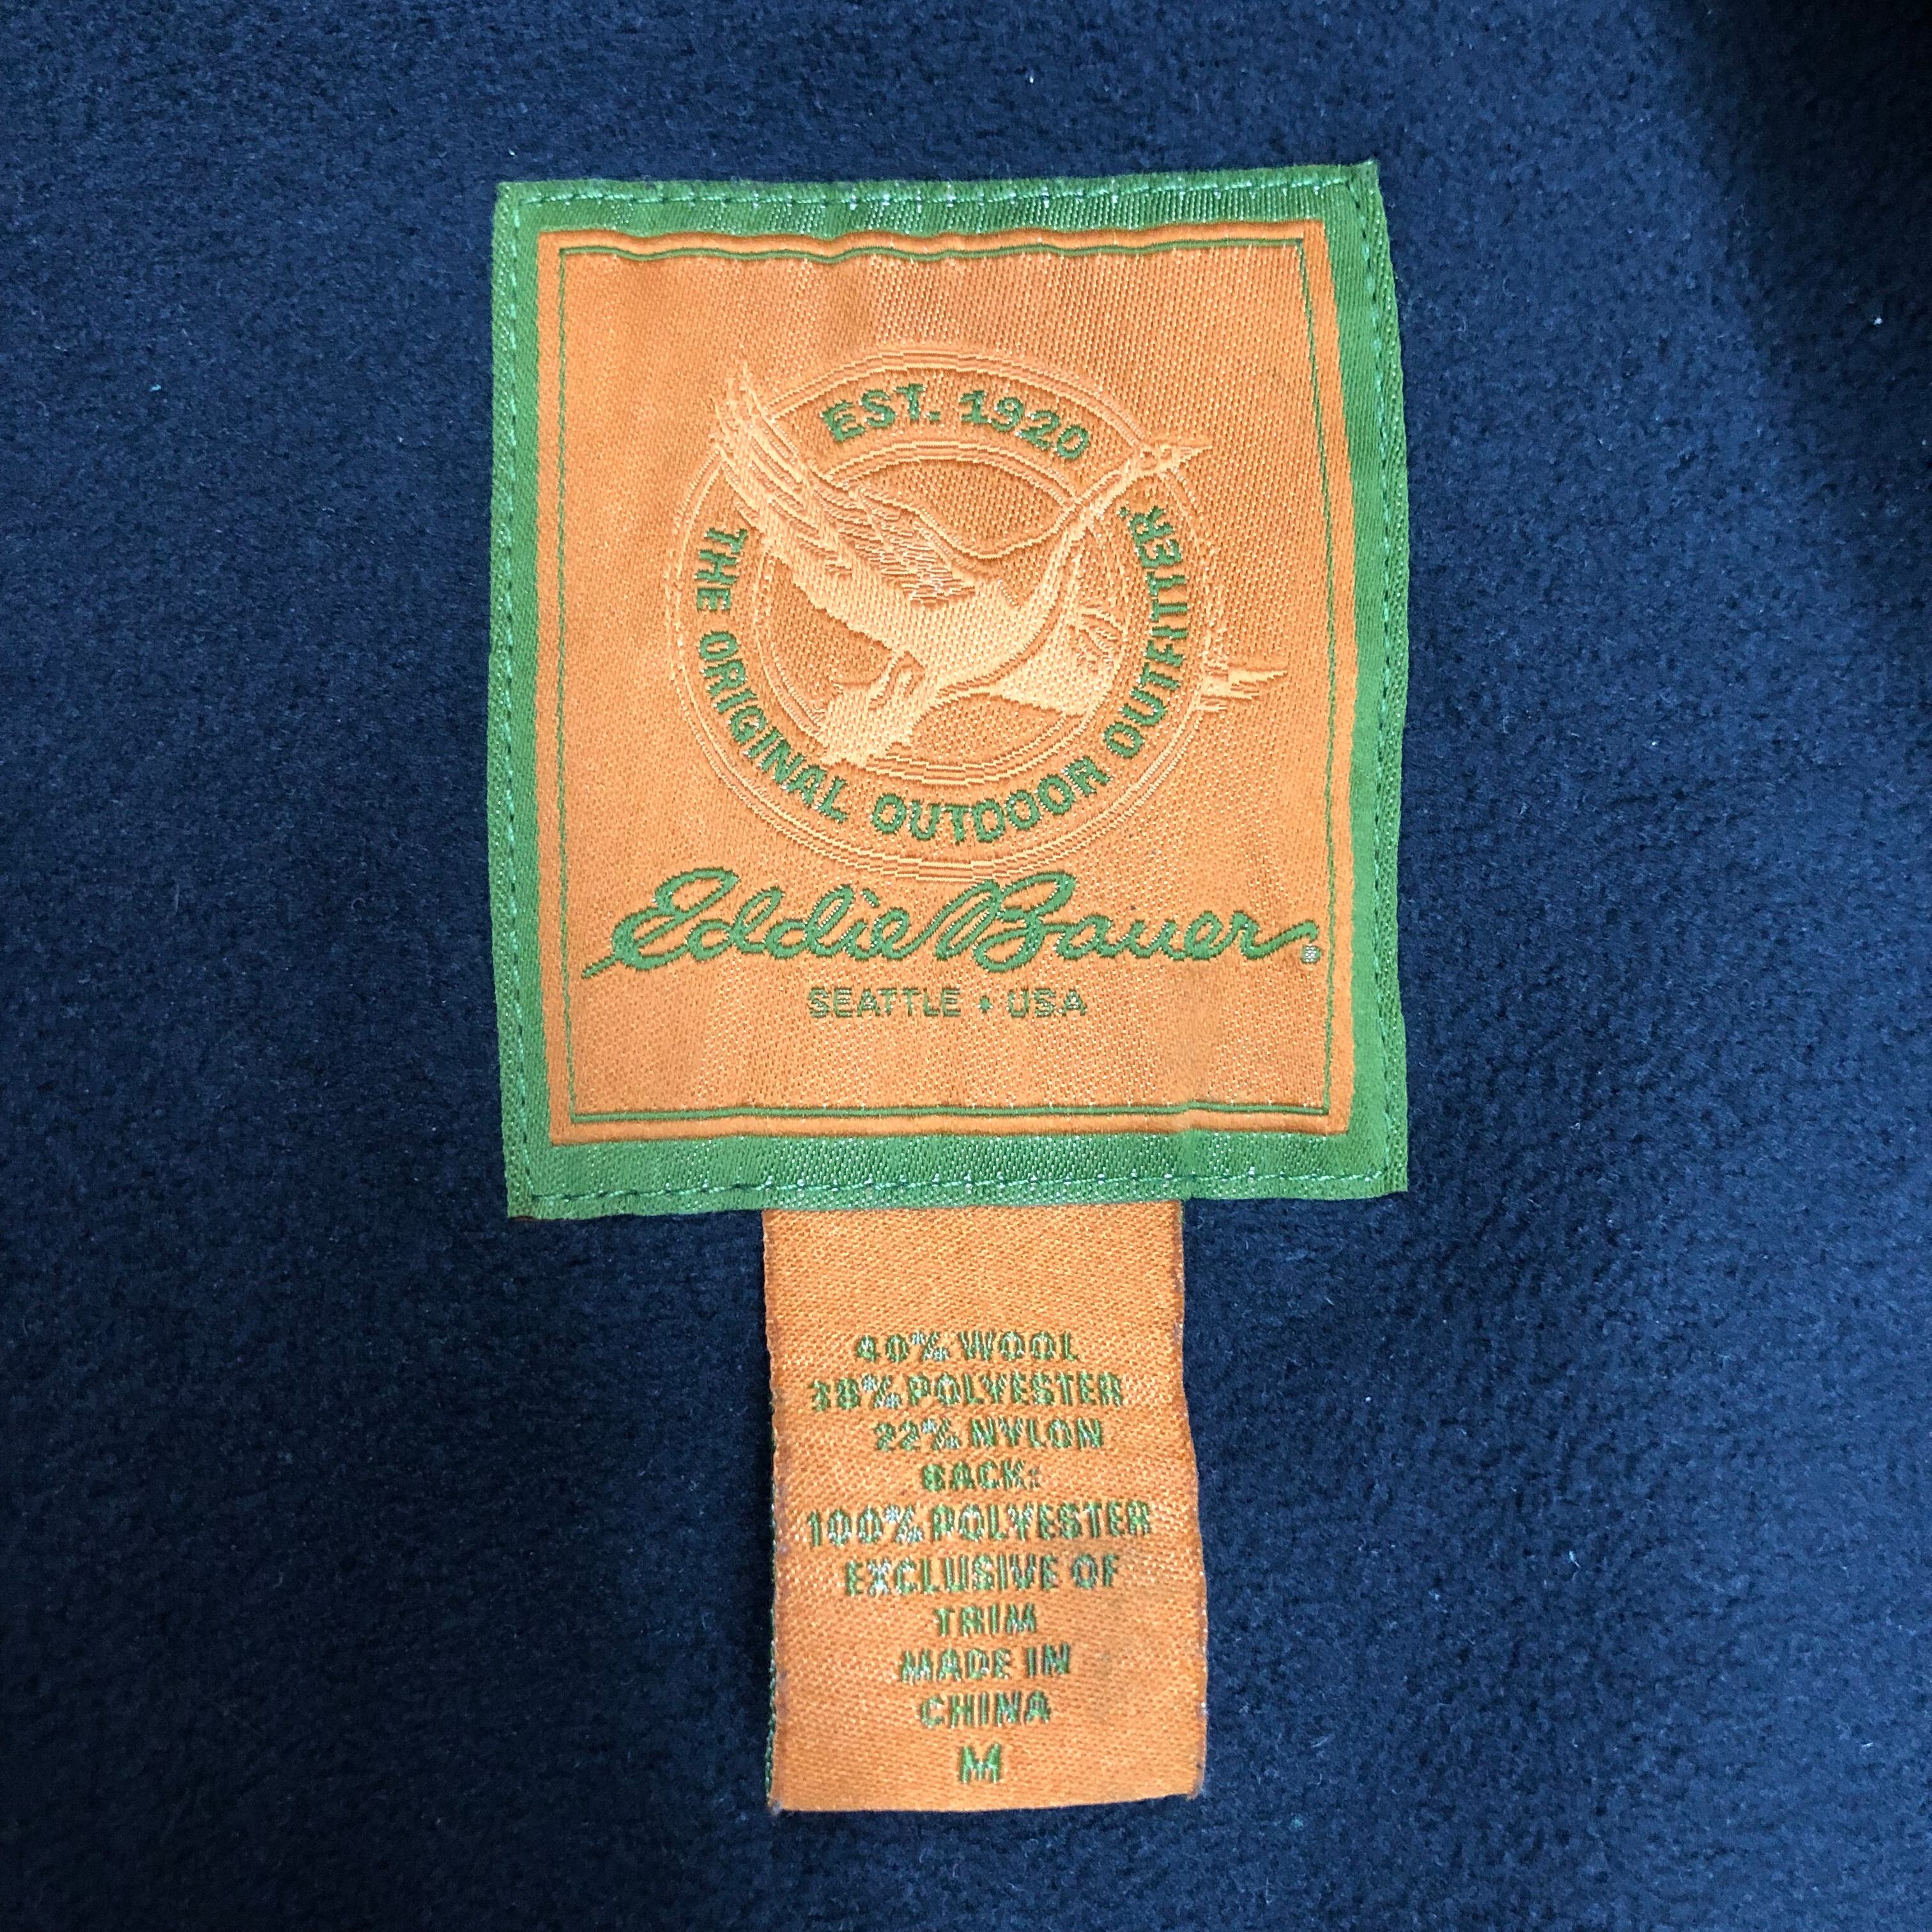 EST. 1920
THE ORIGINAL OUTDOOR OUTFITTER
Eddie Bauer®
SEATTLE • USA
40% WOOL
38% POLYESTER
22% NYLON
BACK:
100% POLYESTER
EXCLUSIVE OF
TRIM
MADE IN
CHINA
M